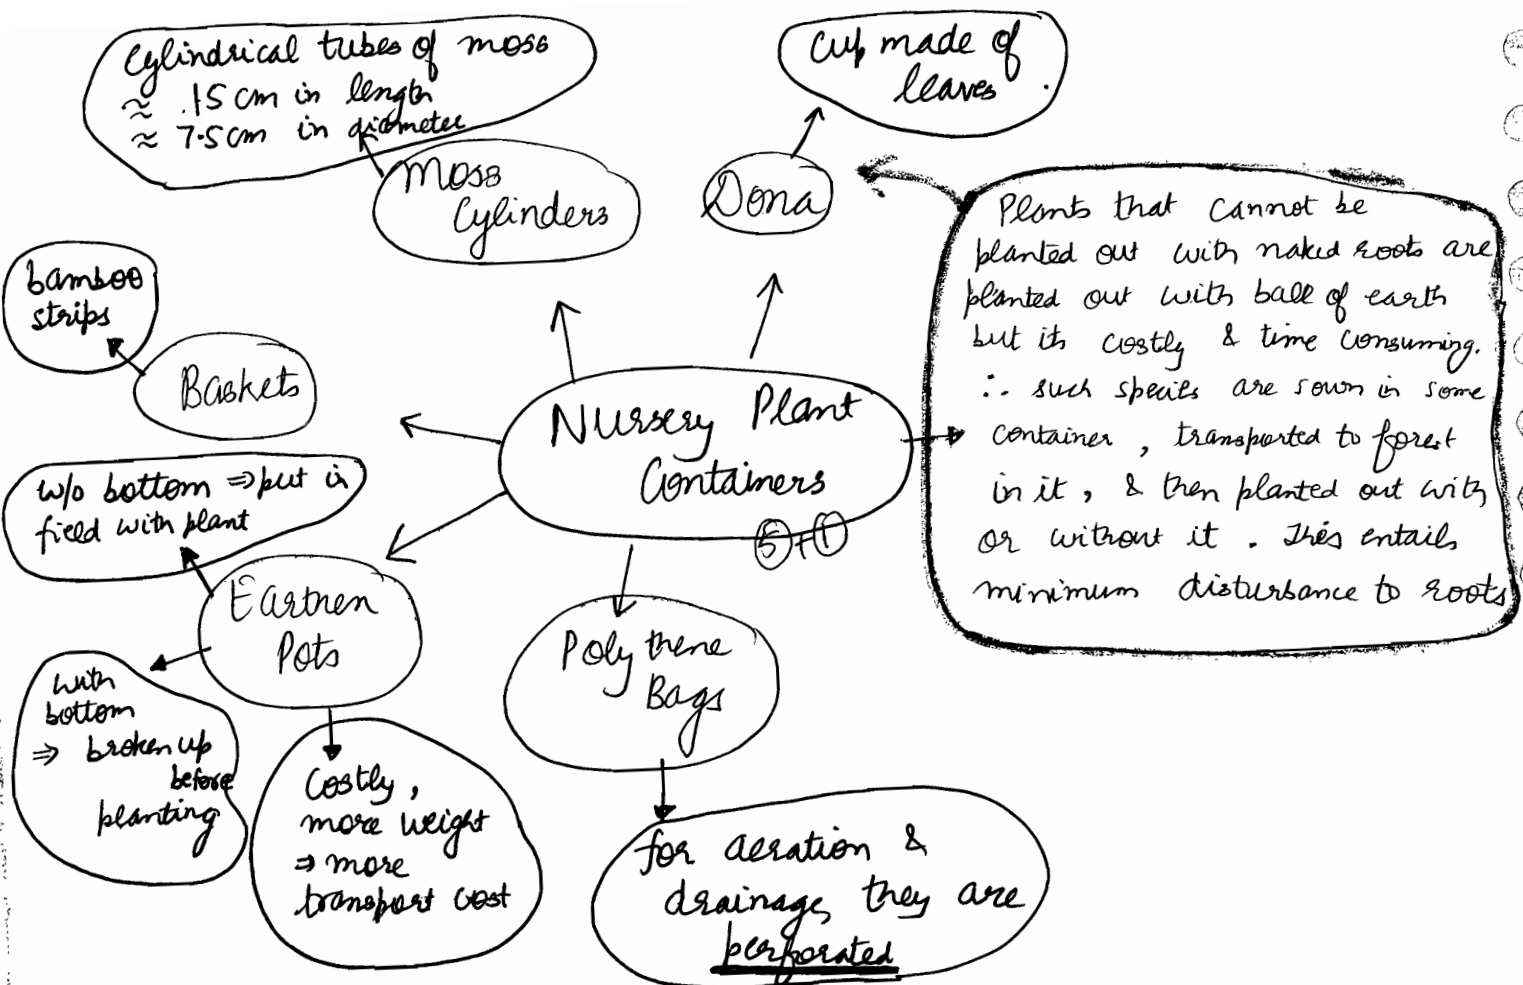 Cylindrical tubes of moss
≈ .15 cm in length
≈ 7.5 cm in diameter
Cup made of
leaves.
Moss
Cylinders
Dona
Plants that cannot be
planted out with naked roots are
planted out with ball of earth
but its costly & time consuming.
∴ such species are sown in some
container, transported to forest
in it, & then planted out with
or without it. This entails
minimum disturbance to roots
bamboo
strips
Baskets
Nursery Plant
Containers
5+1
w/o bottom ⇒ put in
field with plant
Earthen
Pots
Polythene
Bags
with
bottom
⇒ broken up
before
planting
Costly,
more weight
⇒ more
transport cost
for aeration &
drainage, they are
perforated